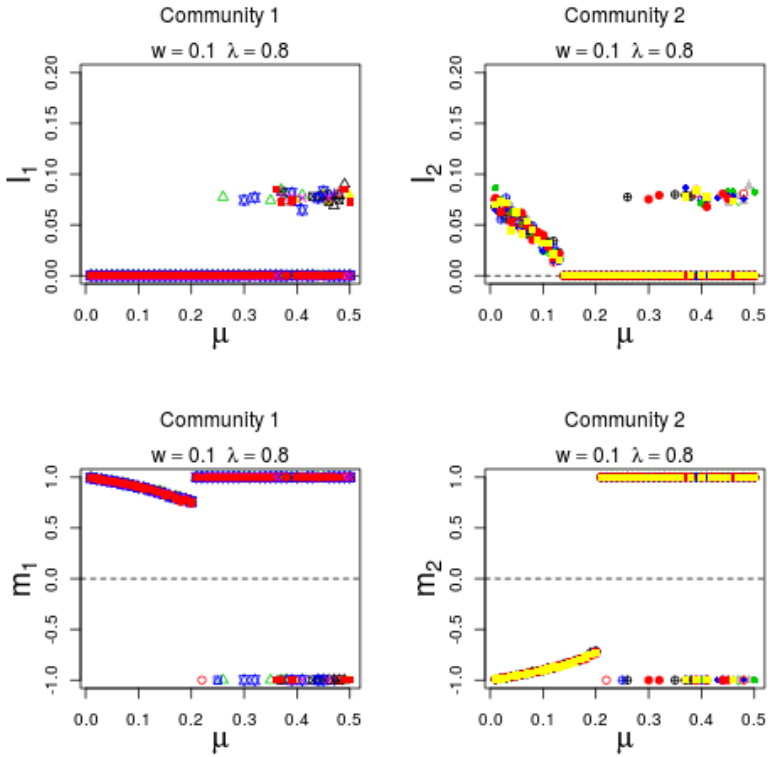 Community 1
w = 0.1 λ = 0.8
I1
0.00 0.05 0.10 0.15 0.20
0.0 0.1 0.2 0.3 0.4 0.5
μ
Community 2
w = 0.1 λ = 0.8
I2
0.00 0.05 0.10 0.15 0.20
0.0 0.1 0.2 0.3 0.4 0.5
μ
Community 1
w = 0.1 λ = 0.8
m1
-1.0 -0.5 0.0 0.5 1.0
0.0 0.1 0.2 0.3 0.4 0.5
μ
Community 2
w = 0.1 λ = 0.8
m2
-1.0 -0.5 0.0 0.5 1.0
0.0 0.1 0.2 0.3 0.4 0.5
μ